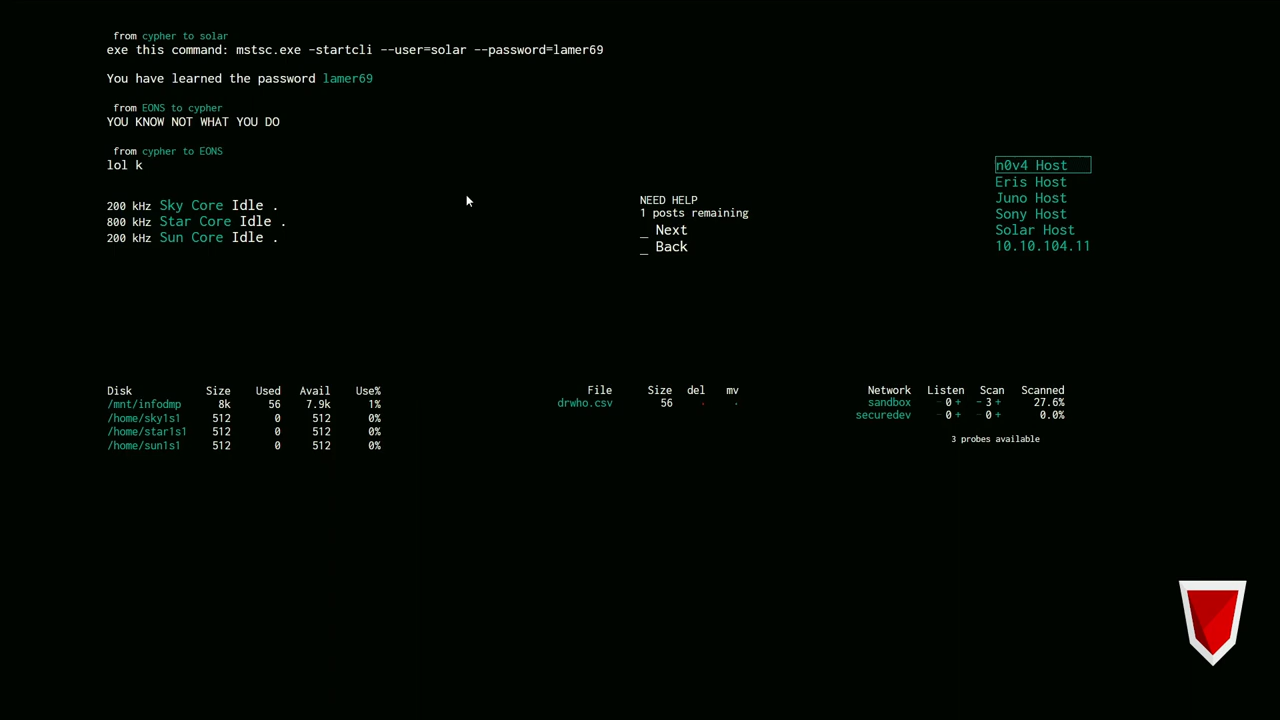 from cypher to solar
exe this command: mstsc.exe -startcli --user=solar --password=lamer69
You have learned the password lamer69
from EONS to cypher
YOU KNOW NOT WHAT YOU DO
from cypher to EONS
lol k
200 kHz Sky Core Idle .
800 kHz Star Core Idle .
200 kHz Sun Core Idle .
NEED HELP
1 posts remaining
_ Next
_ Back
n0v4 Host
Eris Host
Juno Host
Sony Host
Solar Host
10.10.104.11
Disk Size Used Avail Use%
/mnt/infodmp 8k 56 7.9k 1%
/home/sky1s1 512 0 512 0%
/home/star1s1 512 0 512 0%
/home/sun1s1 512 0 512 0%
File Size del mv
drwho.csv 56 . .
Network Listen Scan Scanned
sandbox -0+ -3+ 27.6%
securedev -0+ -0+ 0.0%
3 probes available